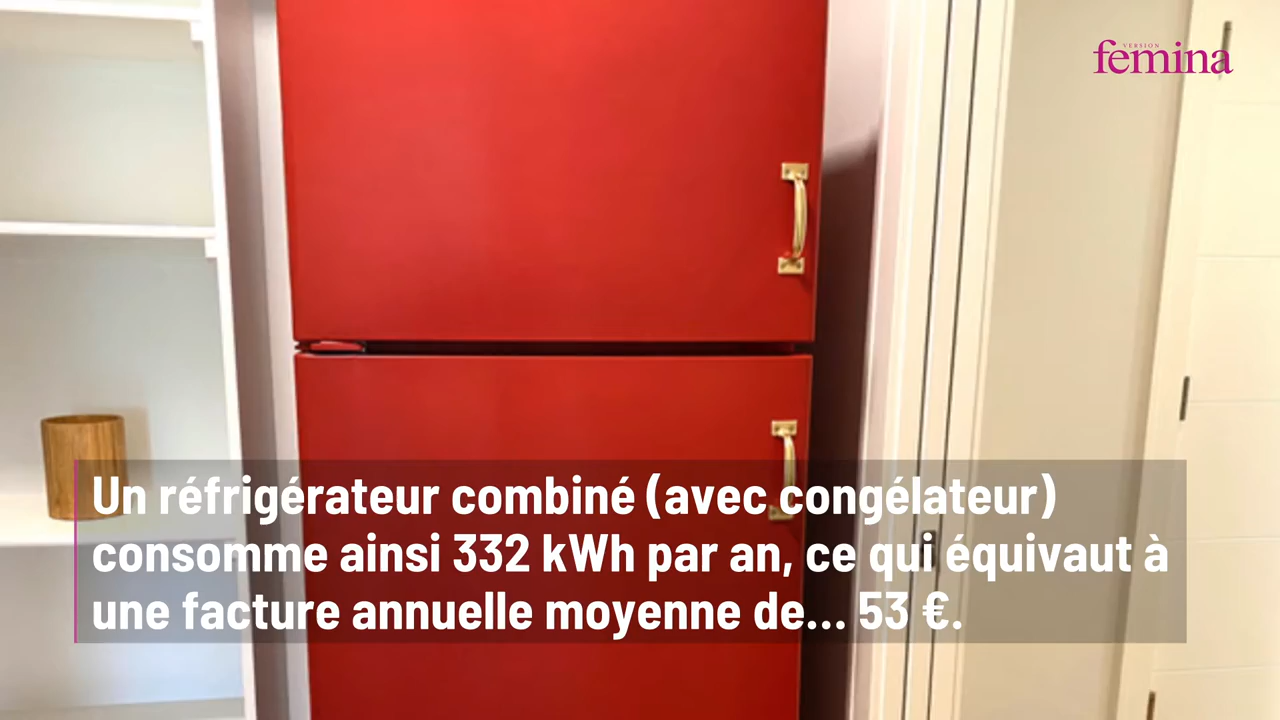 VERSION
femina
Un réfrigérateur combiné (avec congélateur)
consomme ainsi 332 kWh par an, ce qui équivaut à
une facture annuelle moyenne de... 53 €.